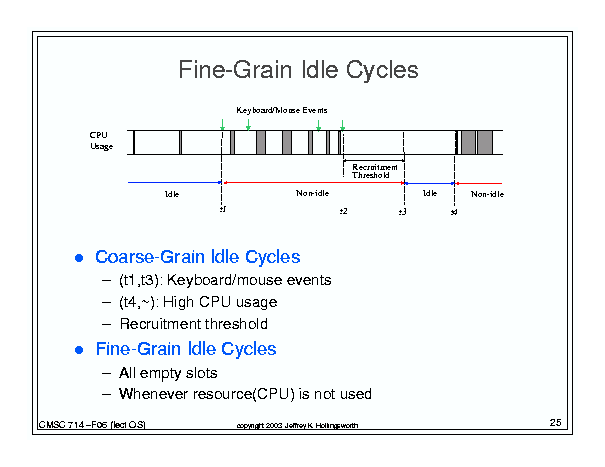 Fine-Grain Idle Cycles
Keyboard/Mouse Events
CPU
Usage
Recruitment
Threshold
Idle
Non-idle
Idle
Non-idle
t1
t2
t3
t4
● Coarse-Grain Idle Cycles
– (t1,t3): Keyboard/mouse events
– (t4,~): High CPU usage
– Recruitment threshold
● Fine-Grain Idle Cycles
– All empty slots
– Whenever resource(CPU) is not used
CMSC 714 –F06 (lect OS)
copyright 2003 Jeffrey K. Hollingsworth
25